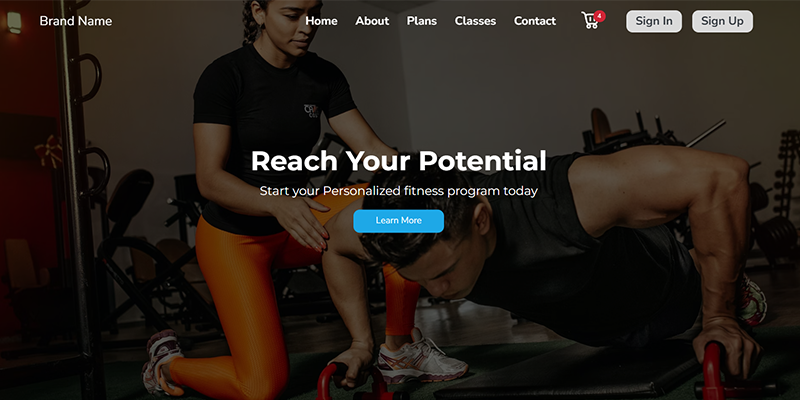 Brand Name
Home About Plans Classes Contact
4
Sign In Sign Up
Reach Your Potential
Start your Personalized fitness program today
Learn More